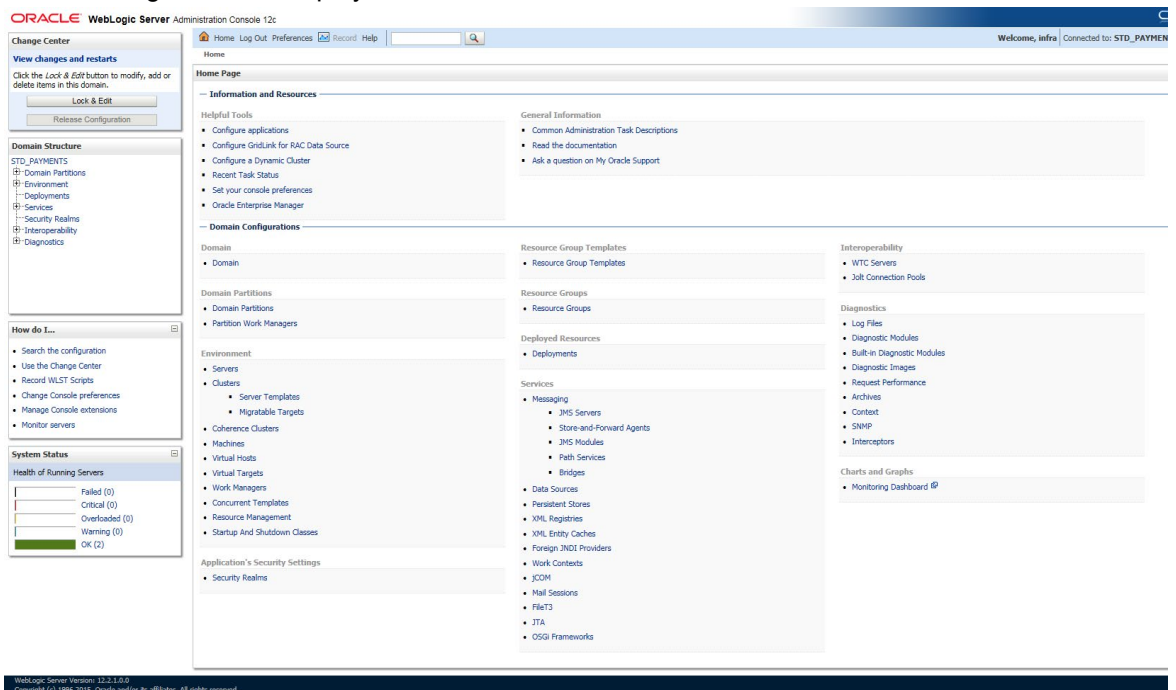 ORACLE WebLogic Server Administration Console 12c
Change Center
View changes and restarts
Click the Lock & Edit button to modify, add or
delete items in this domain.
Lock & Edit
Release Configuration
Domain Structure
STD_PAYMENTS
Domain Partitions
Environment
Deployments
Services
Security Realms
Interoperability
Diagnostics
How do I...
Search the configuration
Use the Change Center
Record WLST Scripts
Change Console preferences
Manage Console extensions
Monitor servers
System Status
Health of Running Servers
Failed (0)
Critical (0)
Overloaded (0)
Warning (0)
OK (2)
Home Log Out Preferences Record Help
Welcome, infra Connected to: STD_PAYMEN
Home
Home Page
Information and Resources
Helpful Tools
Configure applications
Configure GridLink for RAC Data Source
Configure a Dynamic Cluster
Recent Task Status
Set your console preferences
Oracle Enterprise Manager
General Information
Common Administration Task Descriptions
Read the documentation
Ask a question on My Oracle Support
Domain Configurations
Domain
Domain
Domain Partitions
Domain Partitions
Partition Work Managers
Environment
Servers
Clusters
Server Templates
Migratable Targets
Coherence Clusters
Machines
Virtual Hosts
Virtual Targets
Work Managers
Concurrent Templates
Resource Management
Startup And Shutdown Classes
Application's Security Settings
Security Realms
Resource Group Templates
Resource Group Templates
Resource Groups
Resource Groups
Deployed Resources
Deployments
Services
Messaging
JMS Servers
Store-and-Forward Agents
JMS Modules
Path Services
Bridges
Data Sources
Persistent Stores
XML Registries
XML Entity Caches
Foreign JNDI Providers
Work Contexts
jCOM
Mail Sessions
FileT3
JTA
OSGi Frameworks
Interoperability
WTC Servers
Jolt Connection Pools
Diagnostics
Log Files
Diagnostic Modules
Built-in Diagnostic Modules
Diagnostic Images
Request Performance
Archives
Context
SNMP
Interceptors
Charts and Graphs
Monitoring Dashboard
WebLogic Server Version: 12.2.1.0.0
Copyright (c) 1996,2015, Oracle and/or its affiliates. All rights reserved.